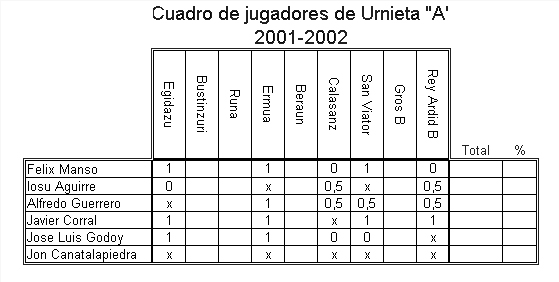 Cuadro de jugadores de Urnieta "A'
2001-2002
Egidazu Bustinzuri Runa Ermua Beraun Calasanz San Viator Gros B Rey Ardid B Total %
Felix Manso 1 1 0 1 0
Iosu Aguirre 0 x 0,5 x 0,5
Alfredo Guerrero x 1 0,5 0,5 0,5
Javier Corral 1 1 x 1 1
Jose Luis Godoy 1 1 0 0 x
Jon Canatalapiedra x x x x x